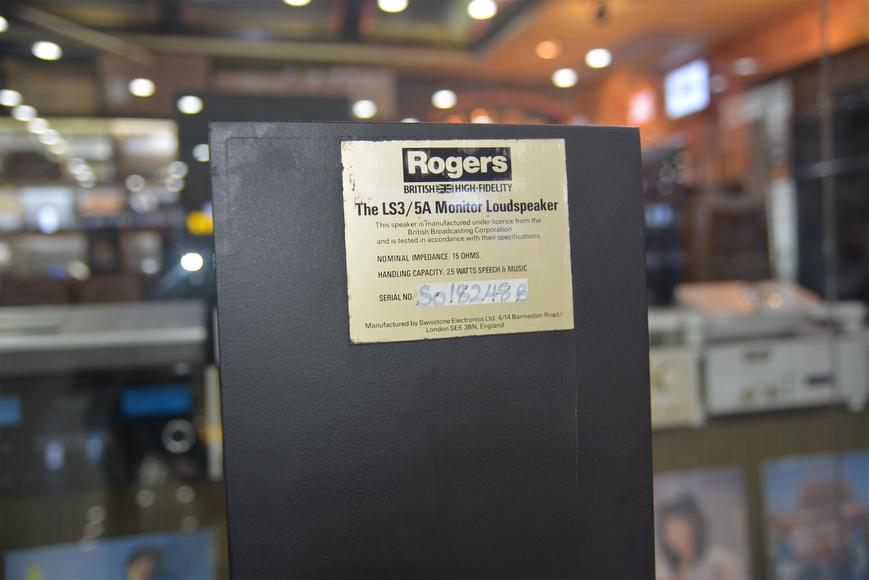 Rogers
BRITISH HIGH-FIDELITY
The LS3/5A Monitor Loudspeaker
This speaker is manufactured under licence from the
British Broadcasting Corporation
and is tested in accordance with their specifications.
NOMINAL IMPEDANCE: 15 OHMS.
HANDLING CAPACITY: 25 WATTS SPEECH & MUSIC
SERIAL NO. SO18248B
Manufactured by Swisstone Electronics Ltd. 4/14 Barmeston Road/
London SE6 3BN, England.